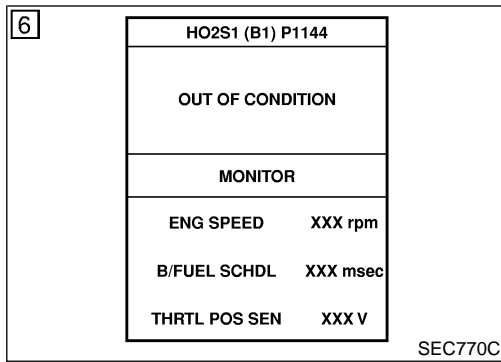 6
HO2S1 (B1) P1144
OUT OF CONDITION
MONITOR
ENG SPEED XXX rpm
B/FUEL SCHDL XXX msec
THRTL POS SEN XXX V
SEC770C